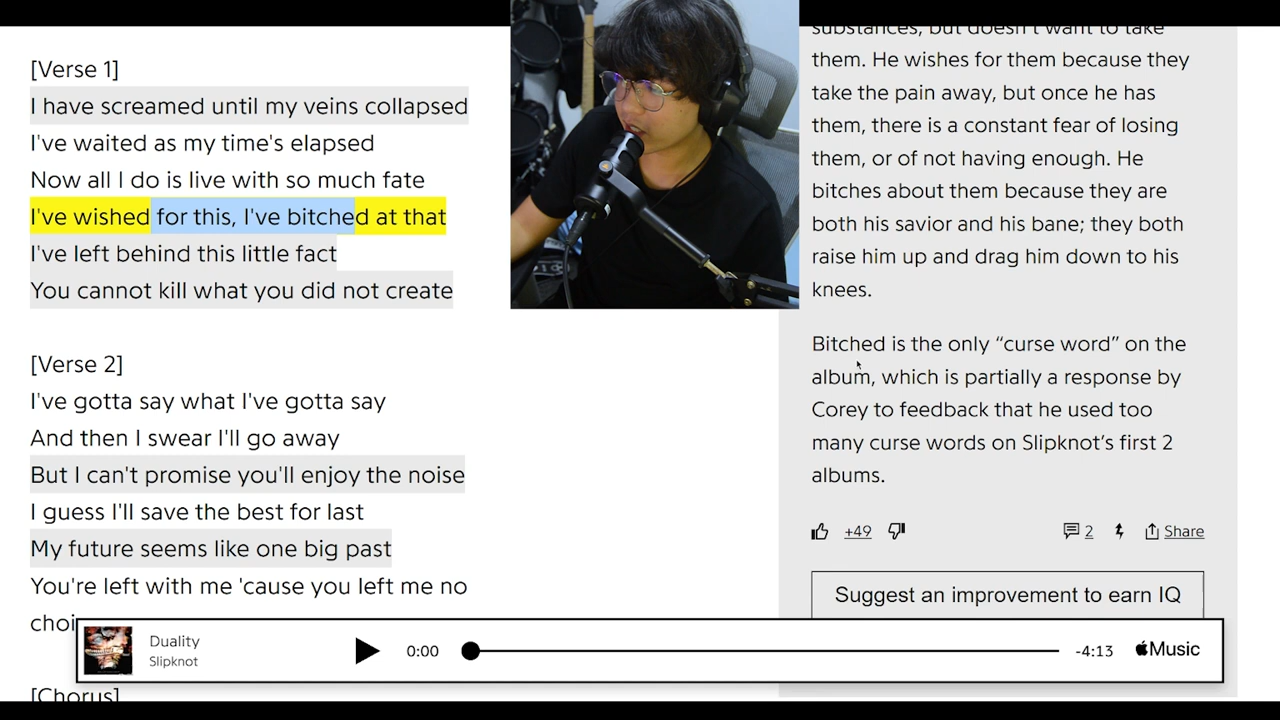 [Verse 1]
I have screamed until my veins collapsed
I've waited as my time's elapsed
Now all I do is live with so much fate
I've wished for this, I've bitched at that
I've left behind this little fact
You cannot kill what you did not create
[Verse 2]
I've gotta say what I've gotta say
And then I swear I'll go away
But I can't promise you'll enjoy the noise
I guess I'll save the best for last
My future seems like one big past
You're left with me 'cause you left me no
choi
[Chorus]
substances, but doesn't want to take
them. He wishes for them because they
take the pain away, but once he has
them, there is a constant fear of losing
them, or of not having enough. He
bitches about them because they are
both his savior and his bane; they both
raise him up and drag him down to his
knees.
Bitched is the only “curse word” on the
album, which is partially a response by
Corey to feedback that he used too
many curse words on Slipknot’s first 2
albums.
+49
2
Share
Suggest an improvement to earn IQ
Duality
Slipknot
0:00
-4:13
Music